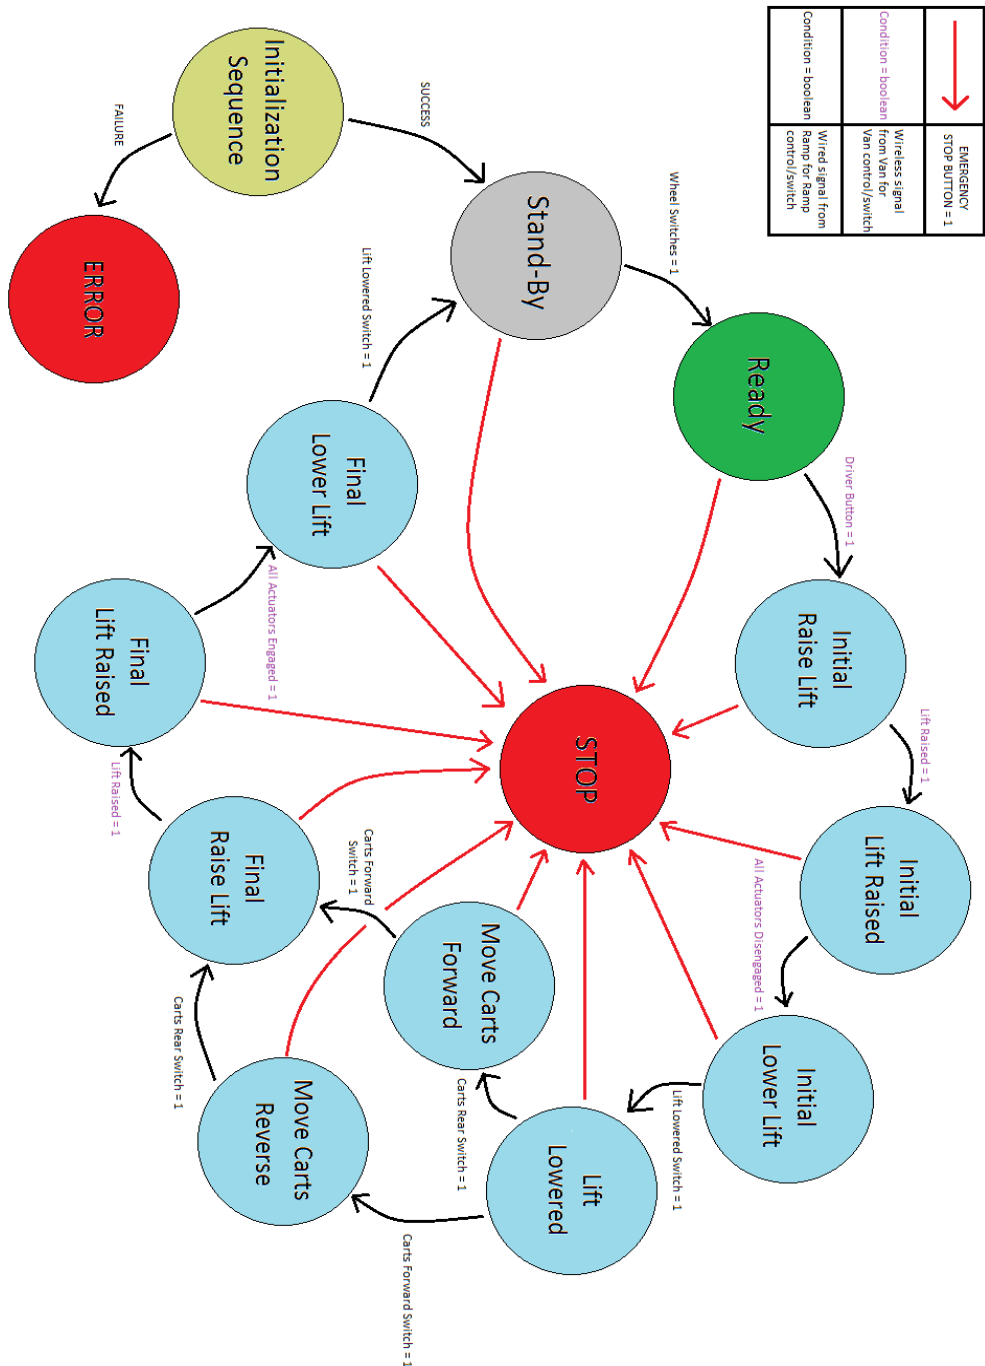 EMERGENCY
STOP BUTTON = 1
Condition = boolean
Wireless signal
from Van for
Van control/switch
Condition = boolean
Wired signal from
Ramp for Ramp
control/switch
Initialization
Sequence
SUCCESS
FAILURE
ERROR
Stand-By
Wheel Switches = 1
Ready
Driver Button = 1
Initial
Raise Lift
Lift Raised = 1
Initial
Lift Raised
All Actuators Disengaged = 1
Initial
Lower Lift
Lift Lowered Switch = 1
Lift
Lowered
Carts Rear Switch = 1
Move Carts
Forward
Carts Forward
Switch = 1
Carts Forward Switch = 1
Move Carts
Reverse
Carts Rear Switch = 1
Final
Raise Lift
Lift Raised = 1
Final
Lift Raised
All Actuators Engaged = 1
Final
Lower Lift
Lift Lowered Switch = 1
STOP